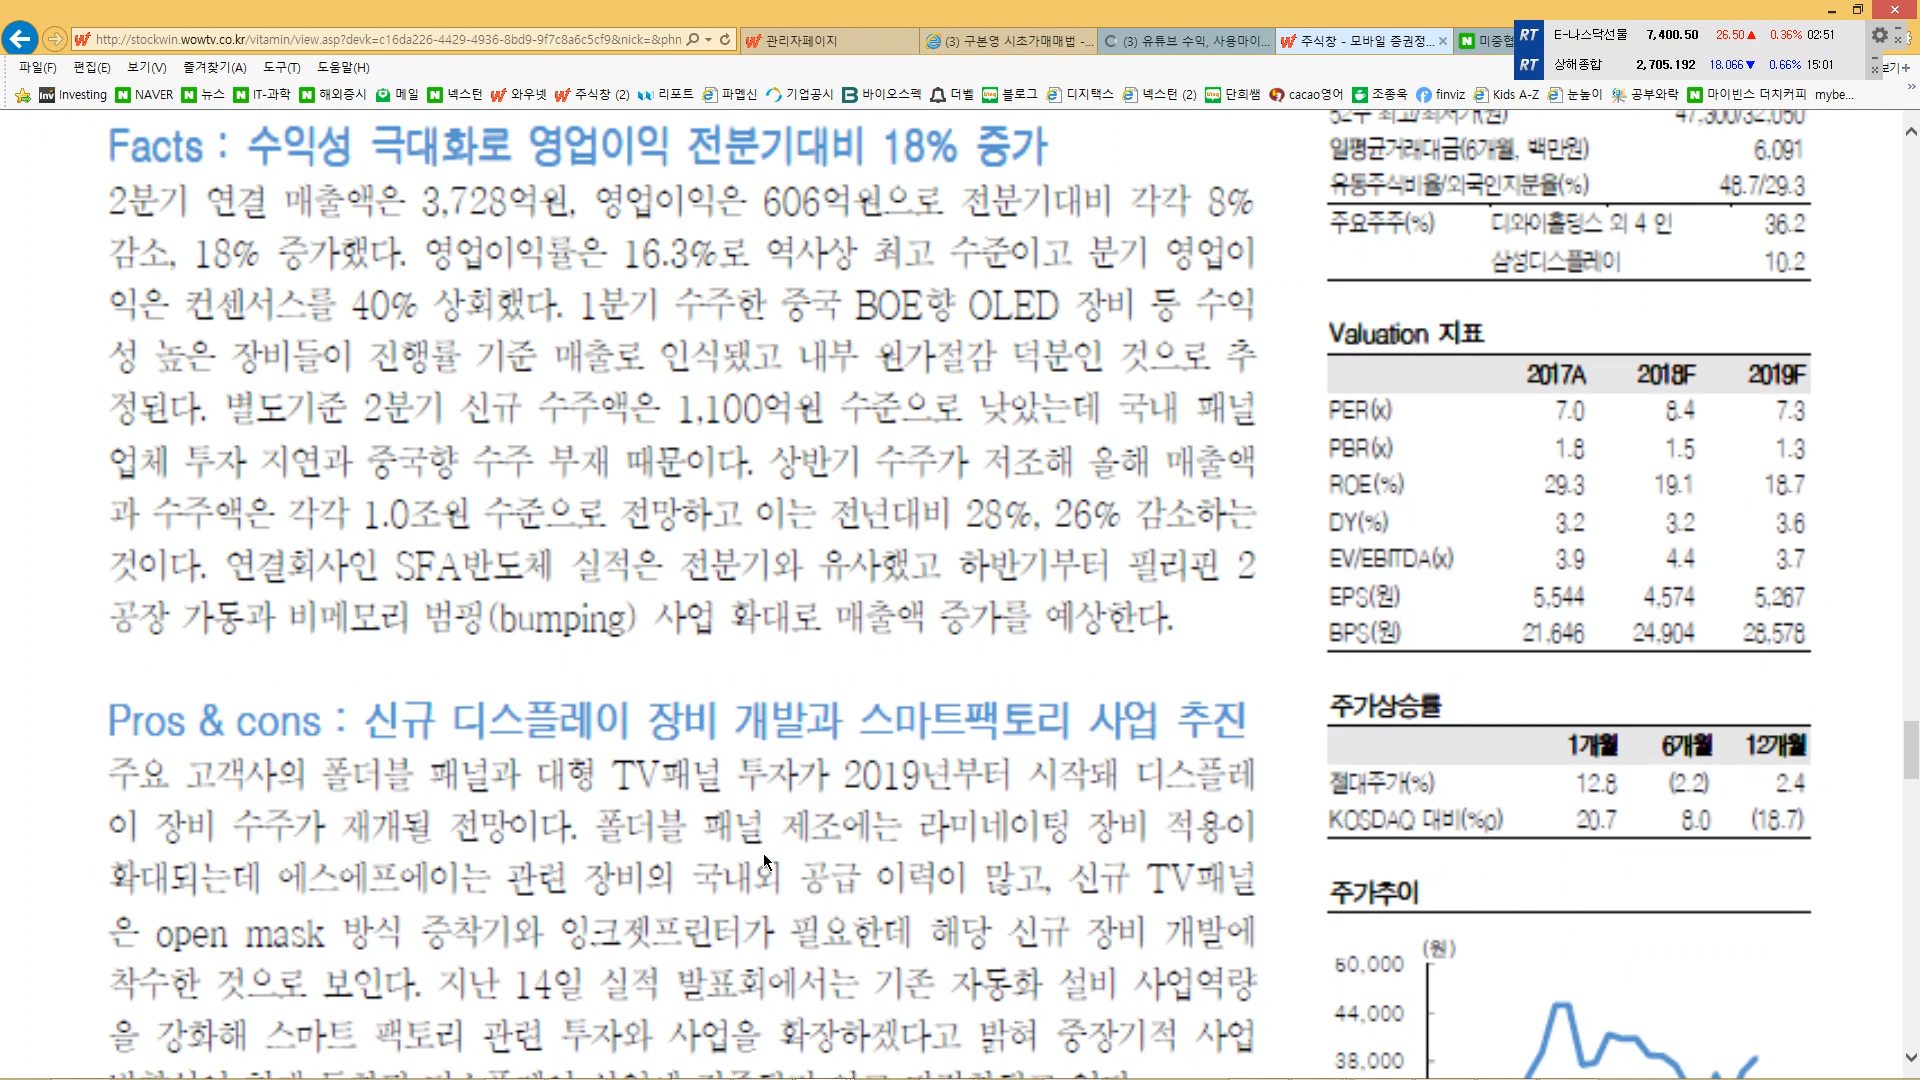 http://stockwin.wowtv.co.kr/vitamin/view.asp?devk=c16da226-4429-4936-8bd9-9f7c8a6c5cf9&nick=&phn
관리자페이지
(3) 구본영 시초가매매법 -...
(3) 유튜브 수익, 사용마이...
주식창 - 모바일 증권정...
미중협
RT E-나스닥선물 7,400.50 26.50▲ 0.36% 02:51
RT 상해종합 2,705.192 18.066▼ 0.66% 15:01
파일(F) 편집(E) 보기(V) 즐겨찾기(A) 도구(T) 도움말(H)
Investing NAVER 뉴스 IT-과학 해외증시 메일 넥스턴 와우넷 주식창 (2) 리포트 파멥신 기업공시 바이오스펙 더벨 블로그 디지택스 넥스턴 (2) 단희쌤 cacao영어 조종욱 finviz Kids A-Z 눈높이 공부와락 마이빈스 더치커피 mybe...
Facts : 수익성 극대화로 영업이익 전분기대비 18% 증가
2분기 연결 매출액은 3,728억원, 영업이익은 606억원으로 전분기대비 각각 8%
감소, 18% 증가했다. 영업이익률은 16.3%로 역사상 최고 수준이고 분기 영업이
익은 컨센서스를 40% 상회했다. 1분기 수주한 중국 BOE향 OLED 장비 등 수익
성 높은 장비들이 진행률 기준 매출로 인식됐고 내부 원가절감 덕분인 것으로 추
정된다. 별도기준 2분기 신규 수주액은 1,100억원 수준으로 낮았는데 국내 패널
업체 투자 지연과 중국향 수주 부재 때문이다. 상반기 수주가 저조해 올해 매출액
과 수주액은 각각 1.0조원 수준으로 전망하고 이는 전년대비 28%, 26% 감소하는
것이다. 연결회사인 SFA반도체 실적은 전분기와 유사했고 하반기부터 필리핀 2
공장 가동과 비메모리 범핑(bumping) 사업 확대로 매출액 증가를 예상한다.
Pros & cons : 신규 디스플레이 장비 개발과 스마트팩토리 사업 추진
주요 고객사의 폴더블 패널과 대형 TV패널 투자가 2019년부터 시작돼 디스플레
이 장비 수주가 재개될 전망이다. 폴더블 패널 제조에는 라미네이팅 장비 적용이
확대되는데 에스에프에이는 관련 장비의 국내외 공급 이력이 많고, 신규 TV패널
은 open mask 방식 증착기와 잉크젯프린터가 필요한데 해당 신규 장비 개발에
착수한 것으로 보인다. 지난 14일 실적 발표회에서는 기존 자동화 설비 사업역량
을 강화해 스마트 팩토리 관련 투자와 사업을 확장하겠다고 밝혀 중장기적 사업
52주 최고/최저가(원) 47,300/32,050
일평균거래대금(6개월, 백만원) 6,091
유동주식비율/외국인지분율(%) 48.7/29.3
주요주주(%) 디와이홀딩스 외 4 인 36.2
삼성디스플레이 10.2
Valuation 지표
2017A 2018F 2019F
PER(x) 7.0 8.4 7.3
PBR(x) 1.8 1.5 1.3
ROE(%) 29.3 19.1 18.7
DY(%) 3.2 3.2 3.6
EV/EBITDA(x) 3.9 4.4 3.7
EPS(원) 5,544 4,574 5,267
BPS(원) 21,646 24,904 28,578
주가상승률
1개월 6개월 12개월
절대주가(%) 12.8 (2.2) 2.4
KOSDAQ 대비(%p) 20.7 8.0 (18.7)
주가추이
(원)
50,000
44,000
38,000